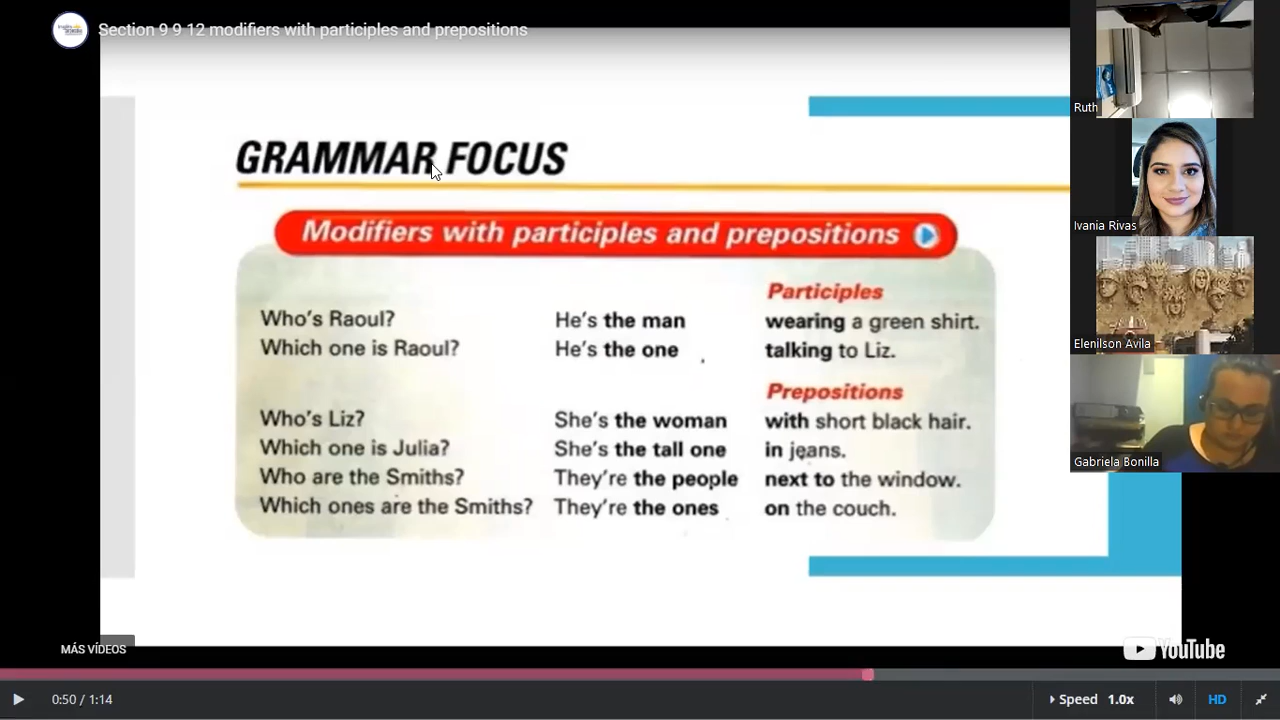 Section 9 9 12 modifiers with participles and prepositions
GRAMMAR FOCUS
Modifiers with participles and prepositions
Participles
Who's Raoul? He's the man wearing a green shirt.
Which one is Raoul? He's the one talking to Liz.
Prepositions
Who's Liz? She's the woman with short black hair.
Which one is Julia? She's the tall one in jeans.
Who are the Smiths? They're the people next to the window.
Which ones are the Smiths? They're the ones on the couch.
Ruth
Ivania Rivas
Elenilson Avila
Gabriela Bonilla
MÁS VÍDEOS
YouTube
0:50 / 1:14
Speed 1.0x
HD